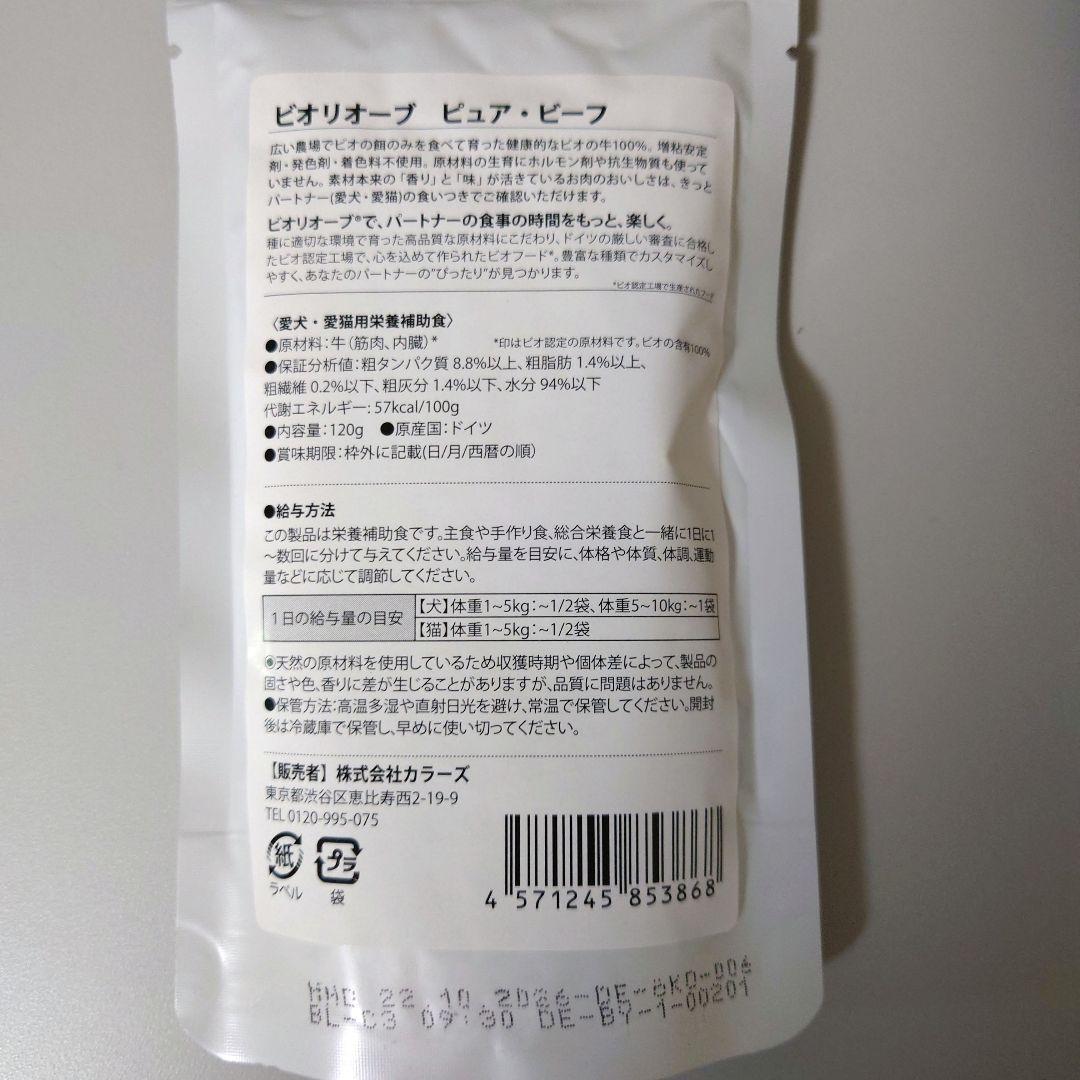 ビオリオーブ　ピュア・ビーフ
広い農場でビオの餌のみを食べて育った健康的なビオの牛100%。増粘安定
剤・発色剤・着色料不使用。原材料の生育にホルモン剤や抗生物質も使って
いません。素材本来の「香り」と「味」が活きているお肉のおいしさは、きっと
パートナー(愛犬・愛猫)の食いつきでご確認いただけます。
ビオリオーブ®で、パートナーの食事の時間をもっと、楽しく。
種に適切な環境で育った高品質な原材料にこだわり、ドイツの厳しい審査に合格し
たビオ認定工場で、心を込めて作られたビオフード*。豊富な種類でカスタマイズし
やすく、あなたのパートナーの"ぴったり"が見つかります。
*ビオ認定工場で生産されたフード
〈愛犬・愛猫用栄養補助食〉
●原材料：牛（筋肉、内臓）* *印はビオ認定の原材料です。ビオの含有100%
●保証分析値：粗タンパク質 8.8%以上、粗脂肪 1.4%以上、
粗繊維 0.2%以下、粗灰分 1.4%以下、水分 94%以下
代謝エネルギー：57kcal/100g
●内容量：120g ●原産国：ドイツ
●賞味期限：枠外に記載(日/月/西暦の順)
●給与方法
この製品は栄養補助食です。主食や手作り食、総合栄養食と一緒に1日に1
～数回に分けて与えてください。給与量を目安に、体格や体質、体調、運動
量などに応じて調節してください。
1日の給与量の目安 【犬】体重1~5kg：~1/2袋、体重5~10kg：~1袋
【猫】体重1~5kg：~1/2袋
●天然の原材料を使用しているため収獲時期や個体差によって、製品の
固さや色、香りに差が生じることがありますが、品質に問題はありません。
●保管方法：高温多湿や直射日光を避け、常温で保管してください。開封
後は冷蔵庫で保管し、早めに使い切ってください。
【販売者】株式会社カラーズ
東京都渋谷区恵比寿西2-19-9
TEL 0120-995-075
紙 プラ
ラベル 袋
4 571245 853868
MHD 22.10.2026-DE-ÖKO-006
BL-C3 09:30 DE-BY-1-00201